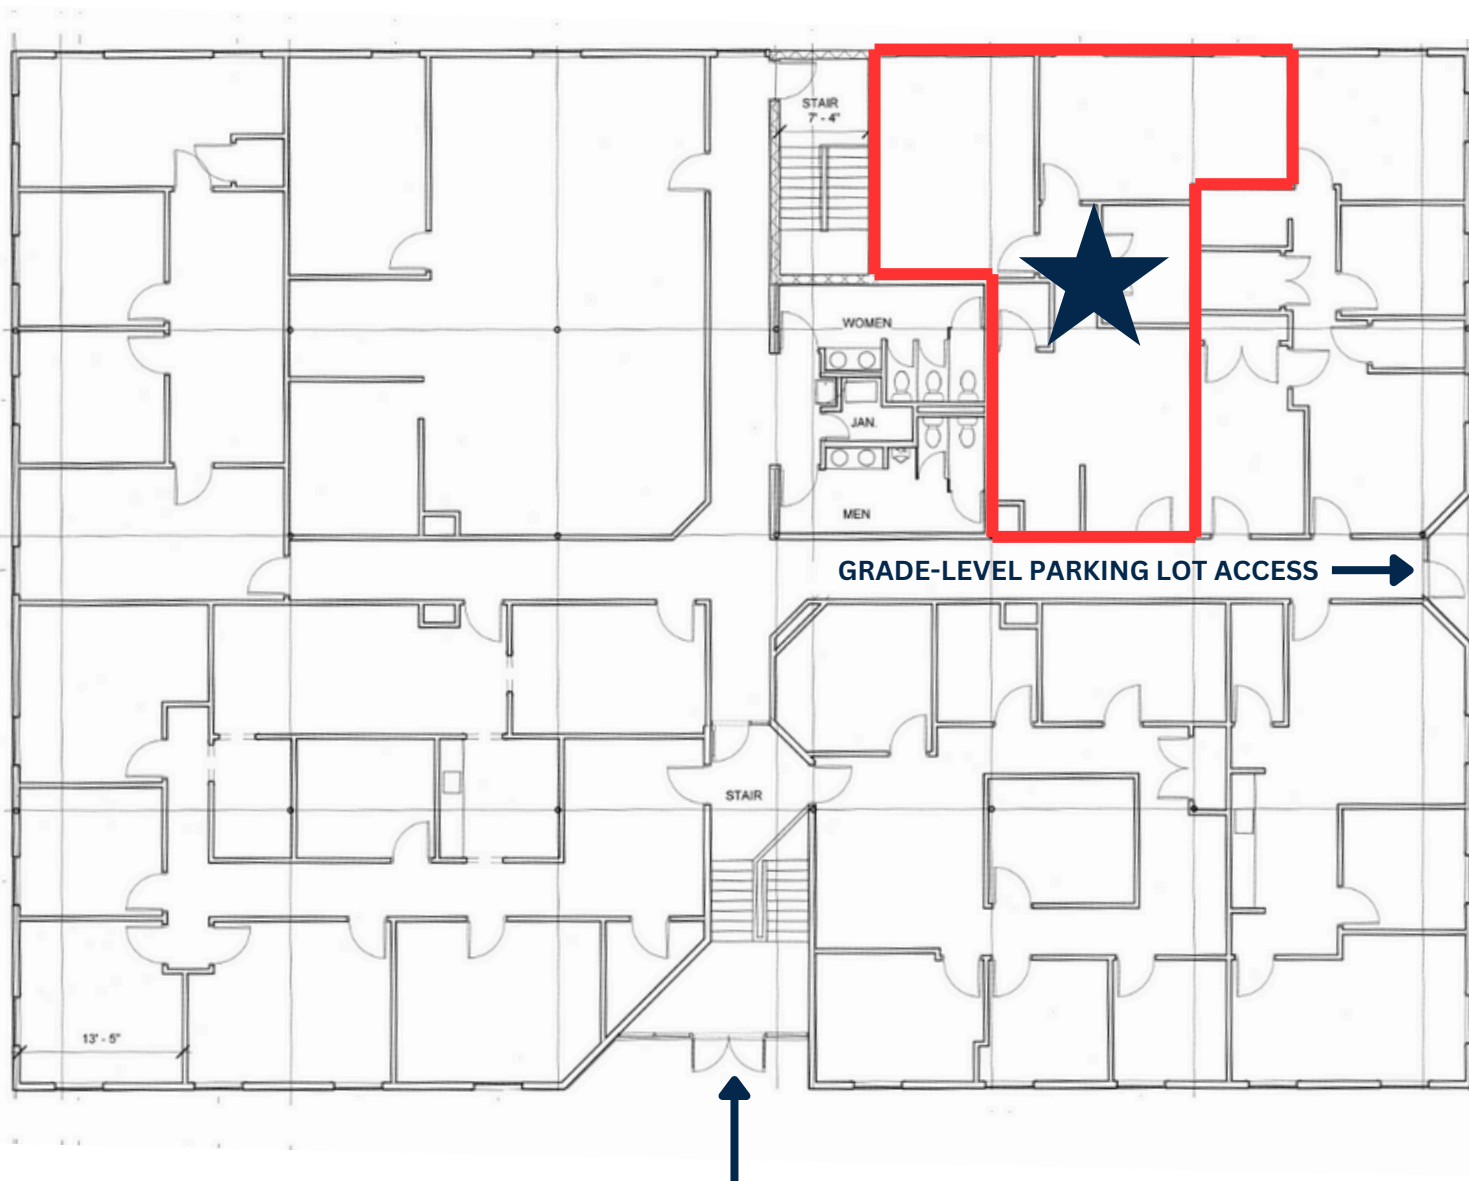 STAIR
7' - 4"
WOMEN
JAN.
MEN
GRADE-LEVEL PARKING LOT ACCESS
STAIR
13' - 5"